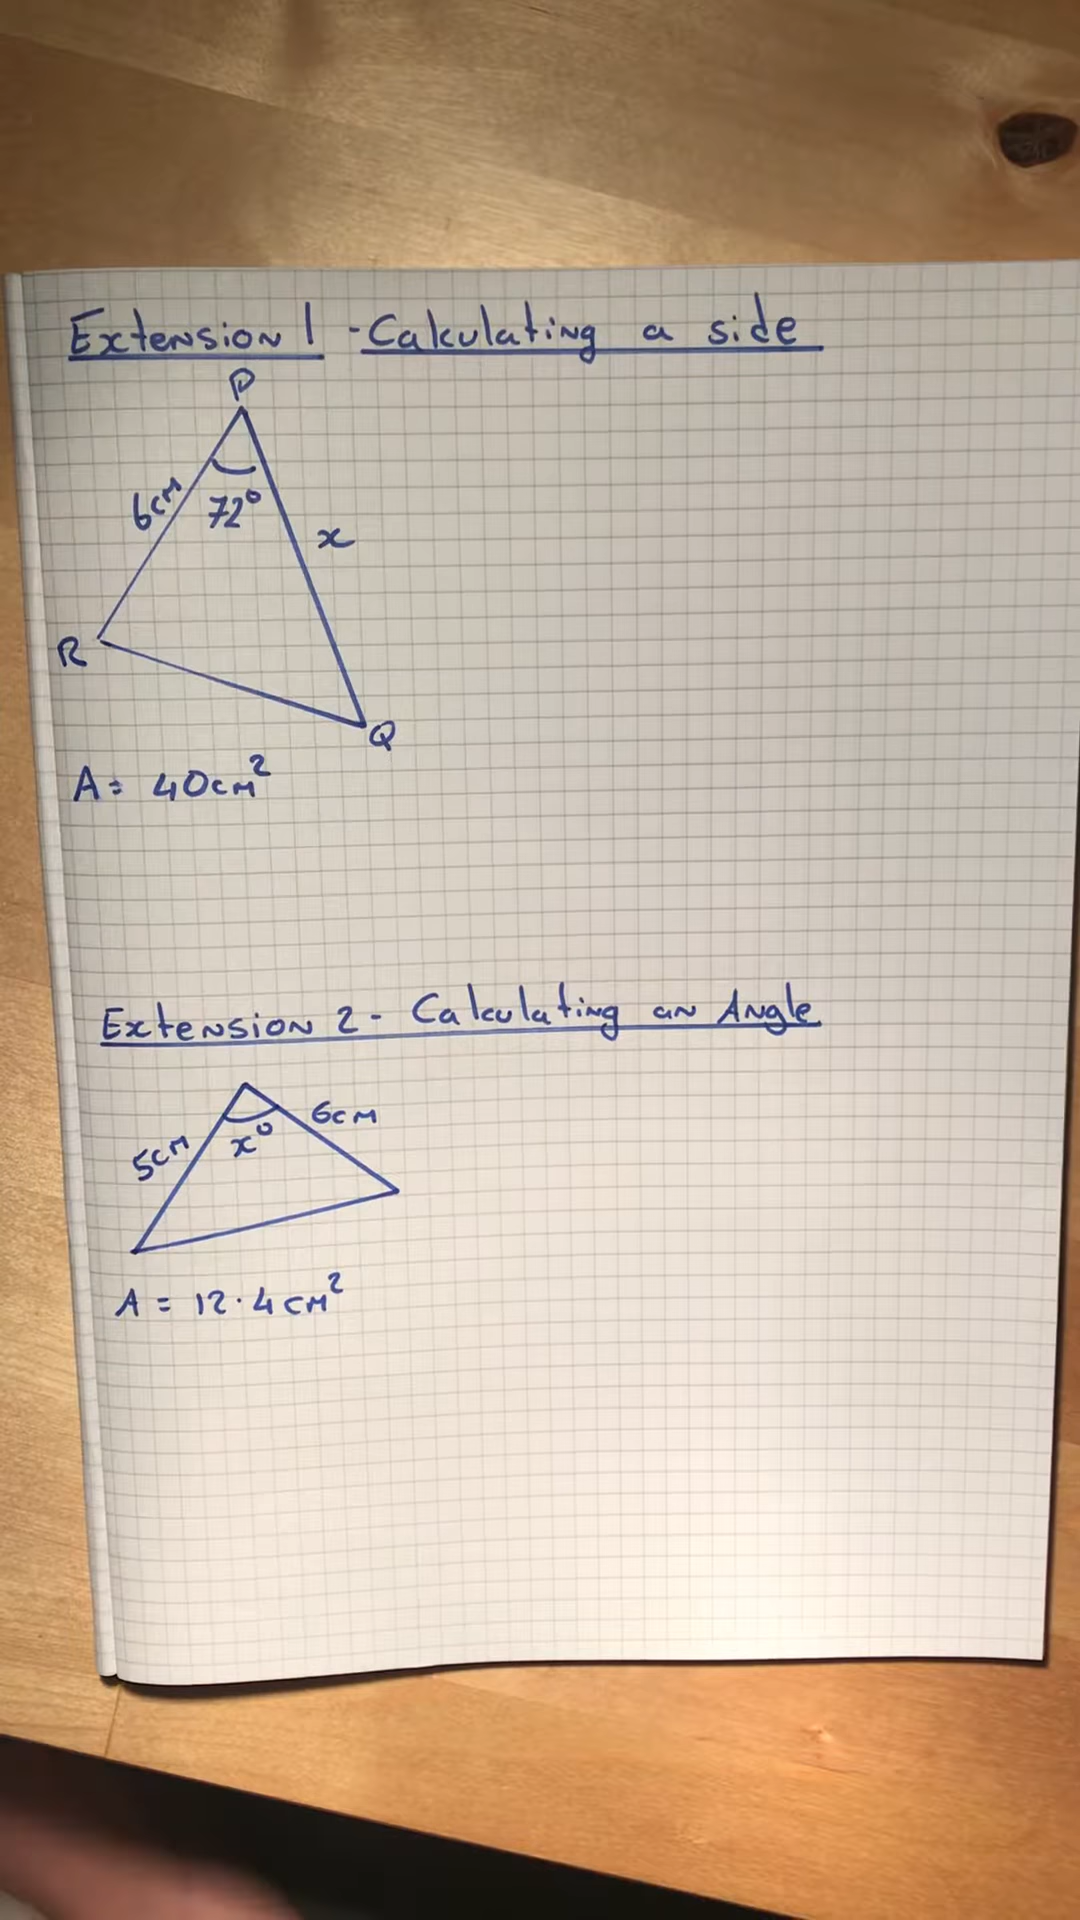 Extension 1 - Calculating a side
P
6cm
72°
x
R
Q
A = 40cm²
Extension 2 - Calculating an Angle
6cm
5cm
x°
A = 12.4cm²